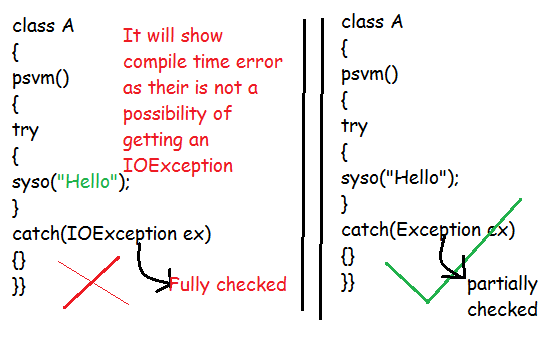 class A
{
psvm()
{
try
{
syso("Hello");
}
catch(IOException ex)
{}
}}
It will show
compile time error
as their is not a
possibility of
getting an
IOException
Fully checked
class A
{
psvm()
{
try
{
syso("Hello");
}
catch(Exception ex)
{}
}}
partially
checked